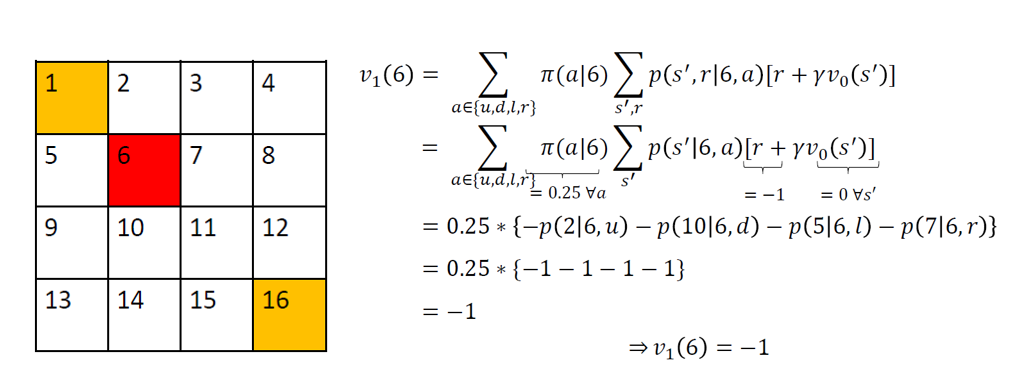 1 2 3 4
5 6 7 8
9 10 11 12
13 14 15 16
v₁(6) = ∑ π(a|6) ∑ p(s′, r|6, a)[r + γv₀(s′)]
a∈{u,d,l,r} s′,r
= ∑ π(a|6) ∑ p(s′|6, a)[r + γv₀(s′)]
a∈{u,d,l,r} = 0.25 ∀a s′ = −1 = 0 ∀s′
= 0.25 ∗ {−p(2|6, u) − p(10|6, d) − p(5|6, l) − p(7|6, r)}
= 0.25 ∗ {−1 − 1 − 1 − 1}
= −1
⇒ v₁(6) = −1